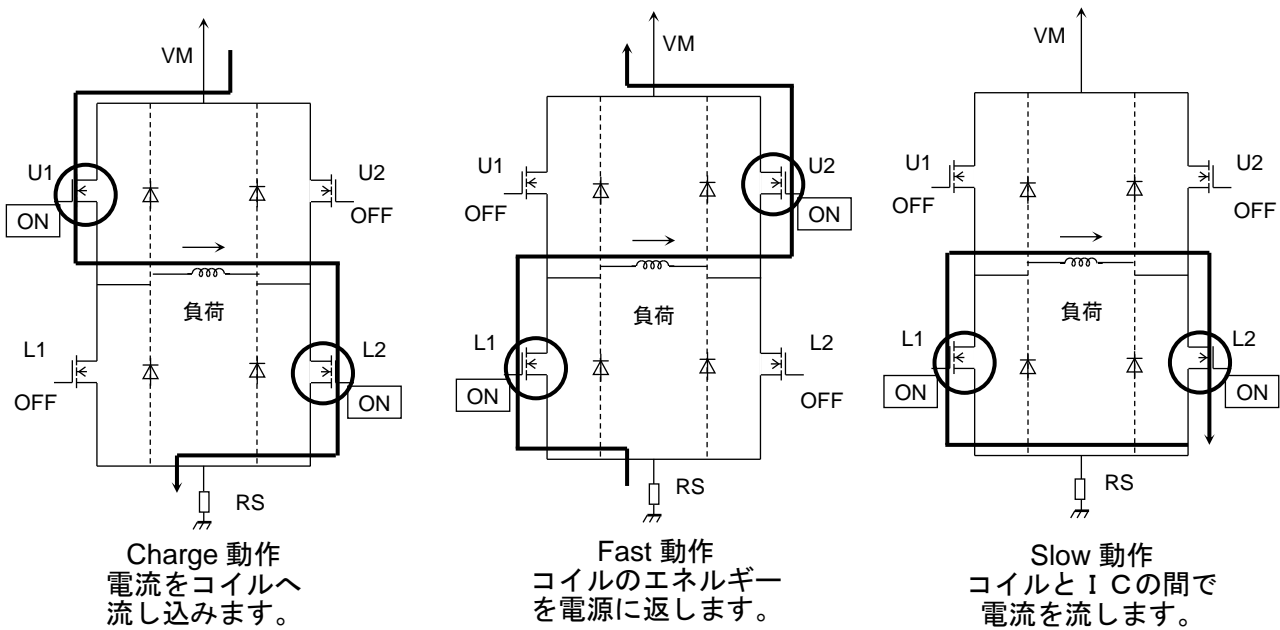 VM
U1
U2
ON
OFF
負荷
L1
L2
OFF
ON
RS
Charge 動作
電流をコイルへ
流し込みます。
VM
U1
U2
OFF
ON
負荷
L1
L2
ON
OFF
RS
Fast 動作
コイルのエネルギー
を電源に返します。
VM
U1
U2
OFF
OFF
負荷
L1
L2
ON
ON
RS
Slow 動作
コイルとＩＣの間で
電流を流します。